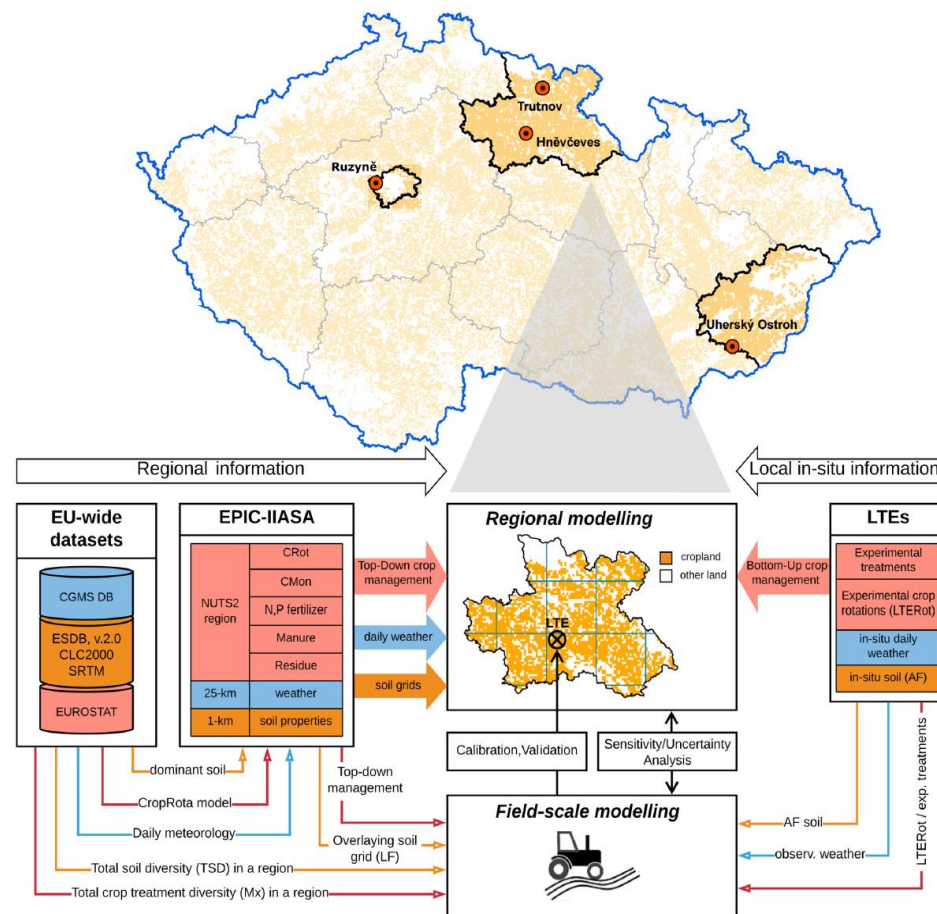 Trutnov
Hněvčeves
Ruzyně
Uherský Ostroh
Regional information
Local in-situ information
EU-wide
datasets
CGMS DB
ESDB, v.2.0
CLC2000
SRTM
EUROSTAT
EPIC-IIASA
NUTS2
region
CRot
CMon
N,P fertilizer
Manure
Residue
25-km
weather
1-km
soil properties
Top-Down crop
management
daily weather
soil grids
Regional modelling
cropland
other land
LTE
Bottom-Up crop
management
LTEs
Experimental
treatments
Experimental crop
rotations (LTERot)
in-situ daily
weather
in-situ soil (AF)
Calibration,Validation
Sensitivity/Uncertainty
Analysis
dominant soil
CropRota model
Daily meteorology
Total soil diversity (TSD) in a region
Total crop treatment diversity (Mx) in a region
Top-down
management
Overlaying soil
grid (LF)
Field-scale modelling
AF soil
observ. weather
LTERot / exp. treatments